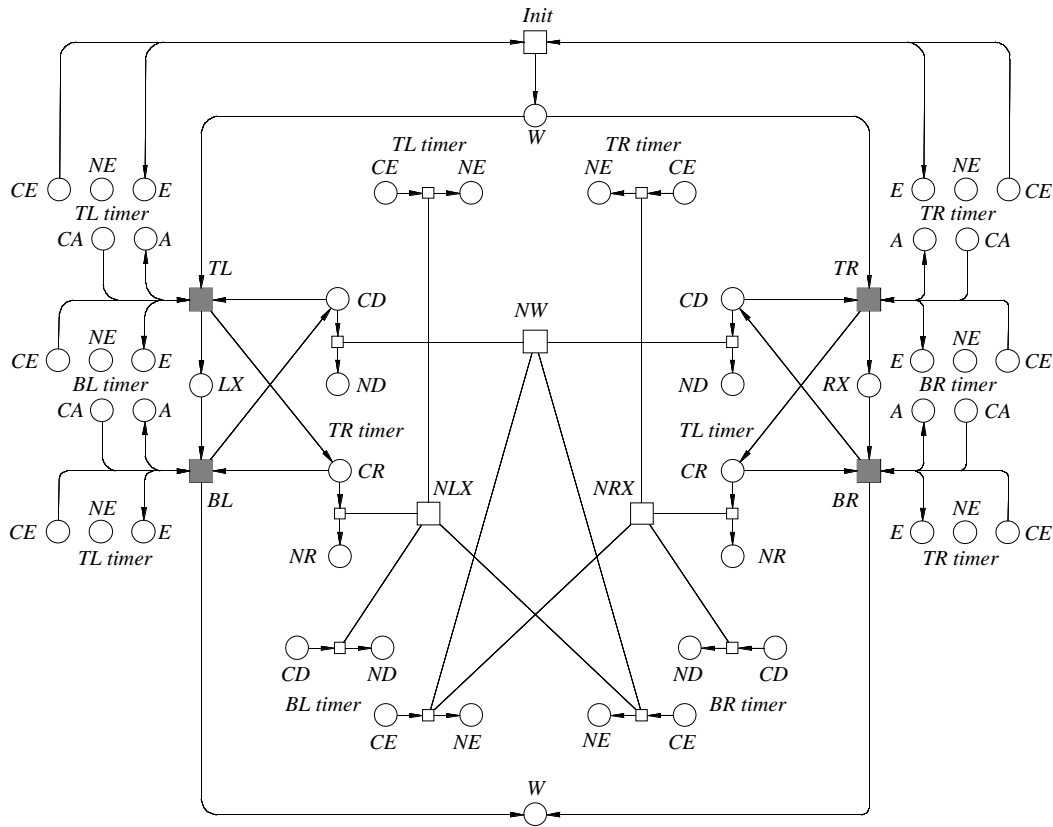 Init
W
TL timer TR timer
CE NE NE CE
NE NE
CE E E CE
TL timer TR timer
CA A A CA
TL TR
CD CD
NW
NE NE
CE E E CE
BL timer LX ND ND RX BR timer
CA A A CA
TR timer TL timer
CR CR
BL NLX NRX BR
NE NE
CE E E CE
TL timer NR NR TR timer
CD ND ND CD
BL timer BR timer
CE NE NE CE
W